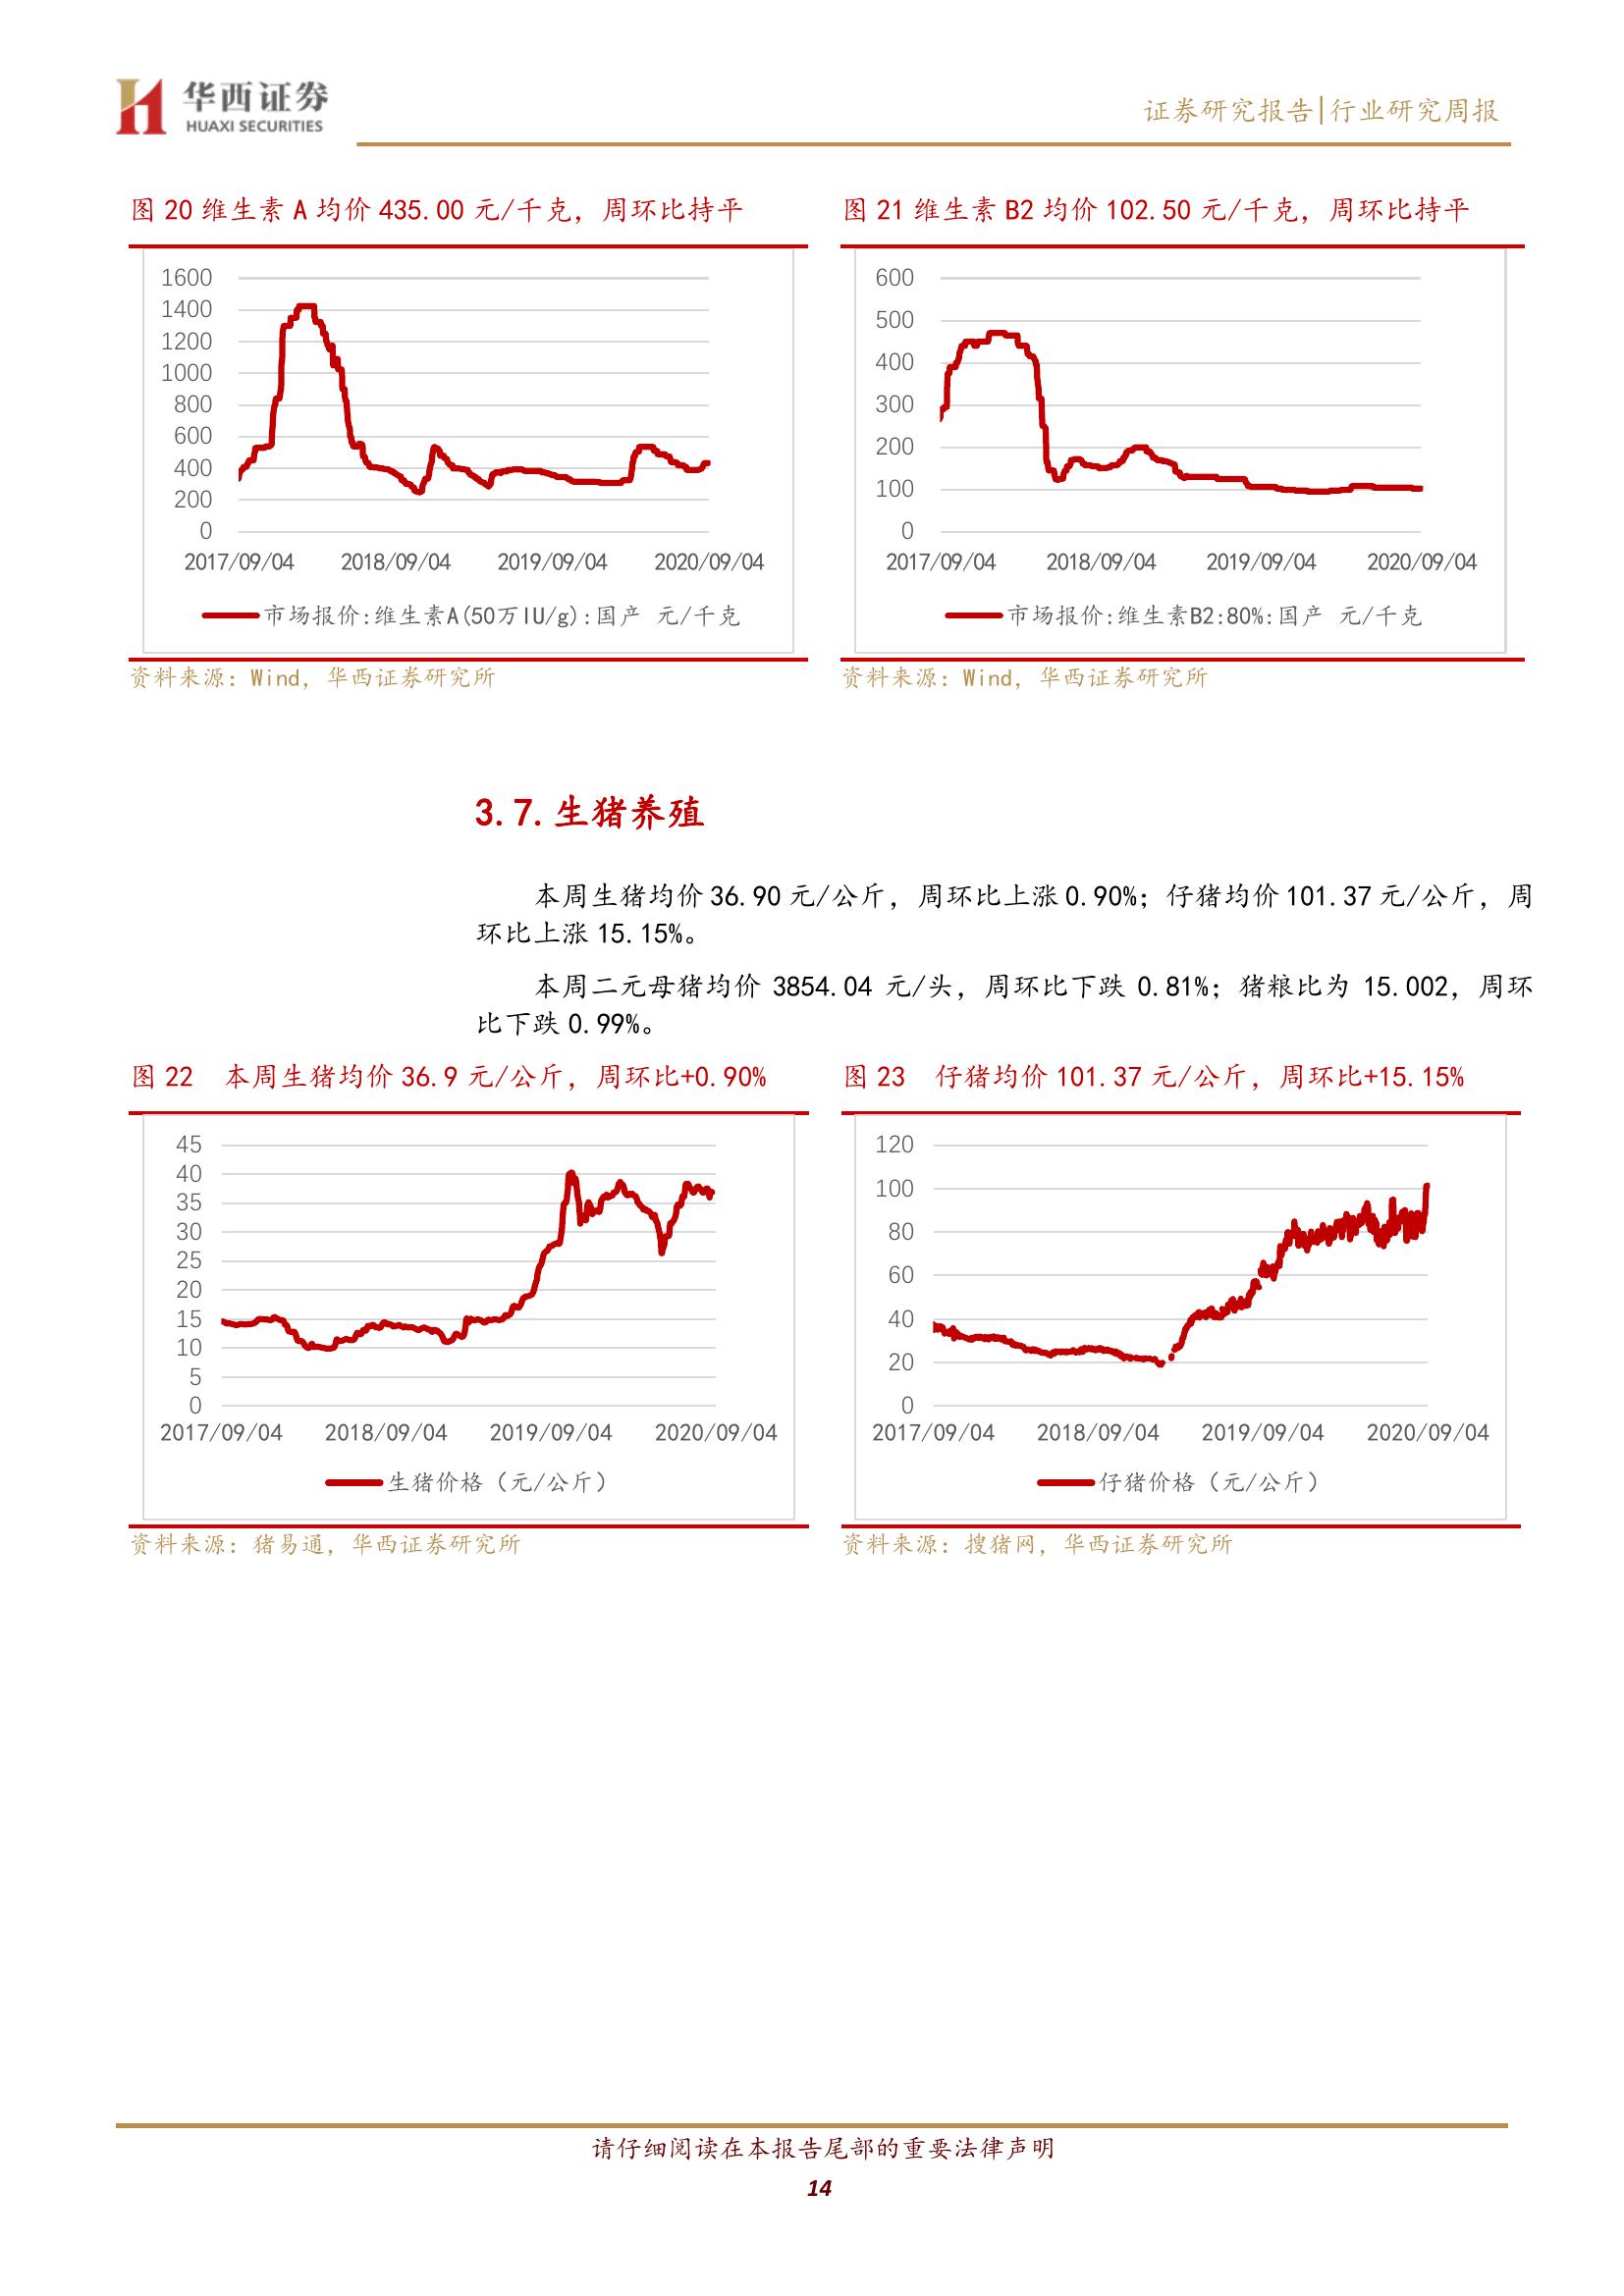 华西证券
HUAXI SECURITIES
证券研究报告|行业研究周报
图 20 维生素 A 均价 435.00 元/千克，周环比持平
1600
1400
1200
1000
800
600
400
200
0
2017/09/04 2018/09/04 2019/09/04 2020/09/04
市场报价:维生素A(50万IU/g):国产 元/千克
资料来源：Wind，华西证券研究所
图 21 维生素 B2 均价 102.50 元/千克，周环比持平
600
500
400
300
200
100
0
2017/09/04 2018/09/04 2019/09/04 2020/09/04
市场报价:维生素B2:80%:国产 元/千克
资料来源：Wind，华西证券研究所
3.7.生猪养殖
本周生猪均价 36.90 元/公斤，周环比上涨 0.90%；仔猪均价 101.37 元/公斤，周
环比上涨 15.15%。
本周二元母猪均价 3854.04 元/头，周环比下跌 0.81%；猪粮比为 15.002，周环
比下跌 0.99%。
图 22 本周生猪均价 36.9 元/公斤，周环比+0.90%
45
40
35
30
25
20
15
10
5
0
2017/09/04 2018/09/04 2019/09/04 2020/09/04
生猪价格（元/公斤）
资料来源：猪易通，华西证券研究所
图 23 仔猪均价 101.37 元/公斤，周环比+15.15%
120
100
80
60
40
20
0
2017/09/04 2018/09/04 2019/09/04 2020/09/04
仔猪价格（元/公斤）
资料来源：搜猪网，华西证券研究所
请仔细阅读在本报告尾部的重要法律声明
14